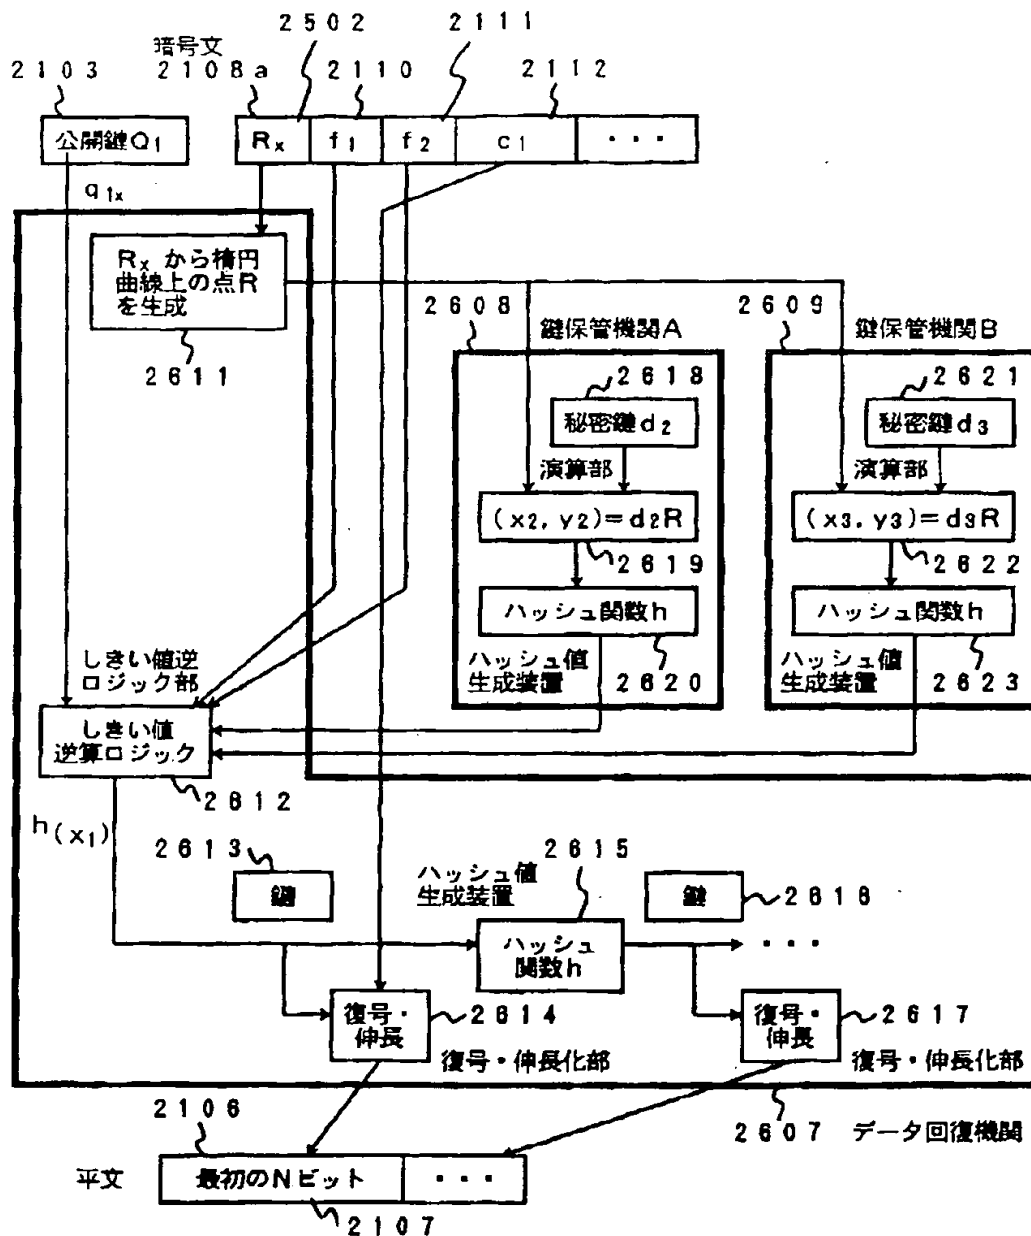 2502
2111
暗号文
2103
2108a
2110
2112
公開鍵Q1
Rx
f1
f2
c1
・・・
q1x
Rxから楕円
曲線上の点R
を生成
2611
2608
鍵保管機関A
2609
鍵保管機関B
2618
2621
秘密鍵d2
秘密鍵d3
演算部
演算部
(x2,y2)=d2R
(x3,y3)=d3R
2619
2622
ハッシュ関数h
ハッシュ関数h
ハッシュ値
生成装置
2620
ハッシュ値
生成装置
2623
しきい値逆
ロジック部
しきい値
逆算ロジック
2612
h(x1)
2613
鍵
ハッシュ値
生成装置
2615
鍵
2616
ハッシュ
関数h
・・・
復号・
伸長
2614
復号・伸長化部
復号・
伸長
2617
復号・伸長化部
2106
2607 データ回復機関
平文
最初のNビット
・・・
2107